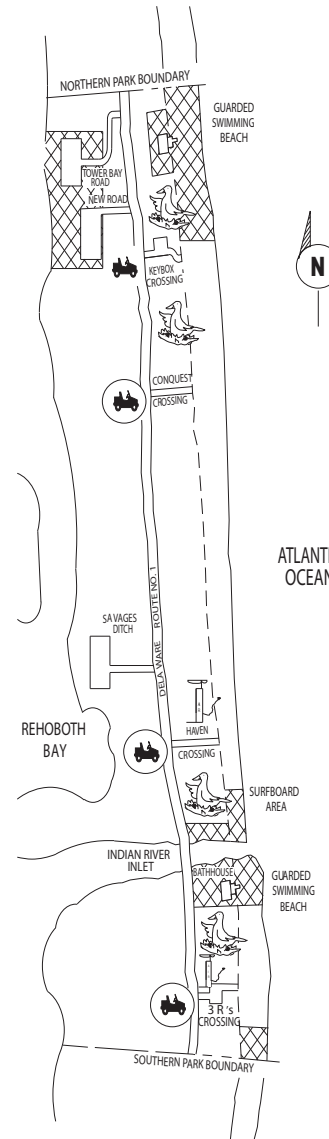 NORTHERN PARK BOUNDARY
GUARDED
SWIMMING
BEACH
TOWER BAY
ROAD
NEW ROAD
KEYBOX
CROSSING
N
CONQUEST
CROSSING
ATLANTI
OCEAN
DELAWARE ROUTE NO. 1
SAVAGES
DITCH
REHOBOTH
BAY
HAVEN
CROSSING
SURFBOARD
AREA
INDIAN RIVER
INLET
BATHHOUSE
GUARDED
SWIMMING
BEACH
3 R 's
CROSSING
SOUTHERN PARK BOUNDARY